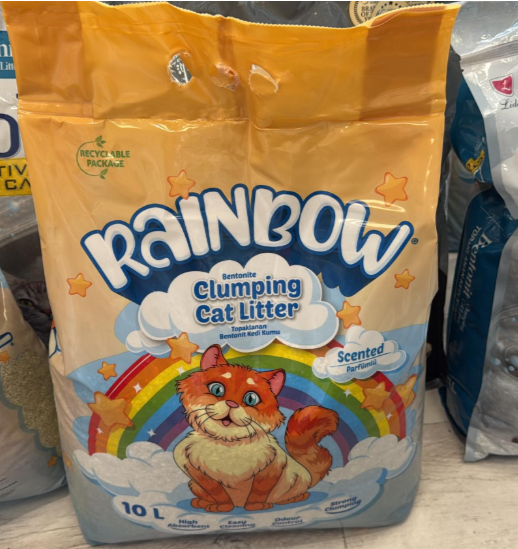 RECYCLABLE
PACKAGE
RAINBOW
Bentonite
Clumping
Cat Litter
Topaklanan
Bentonit Kedi Kumu
Scented
Parfümlü
10 L
High
Absorbent
Easy
Cleaning
Odour
Control
Strong
Clumping